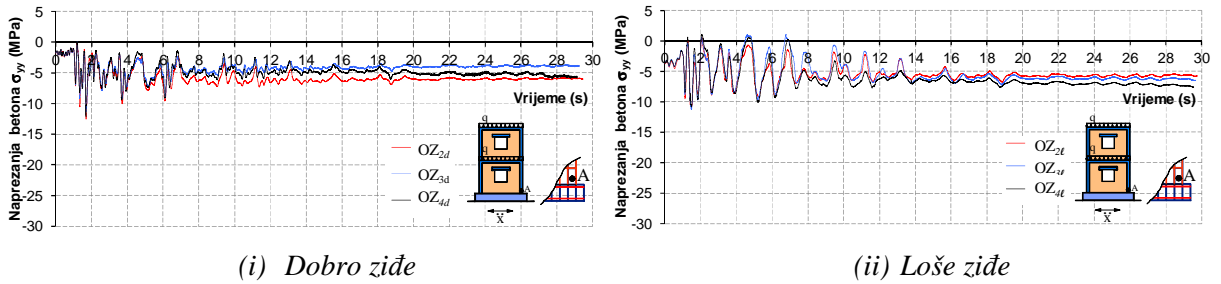 Naprezanja betona σyy (MPa)
5
0
-5
-10
-15
-20
-25
-30
0 2 4 6 8 10 12 14 16 18 20 22 24 26 28 30
Vrijeme (s)
OZ2d
OZ3d
OZ4d
q
q
A
ẍ
A
(i) Dobro ziđe
Naprezanja betona σyy (MPa)
5
0
-5
-10
-15
-20
-25
-30
0 2 4 6 8 10 12 14 16 18 20 22 24 26 28 30
Vrijeme (s)
OZ2ℓ
OZ3ℓ
OZ4ℓ
q
q
A
ẍ
A
(ii) Loše ziđe